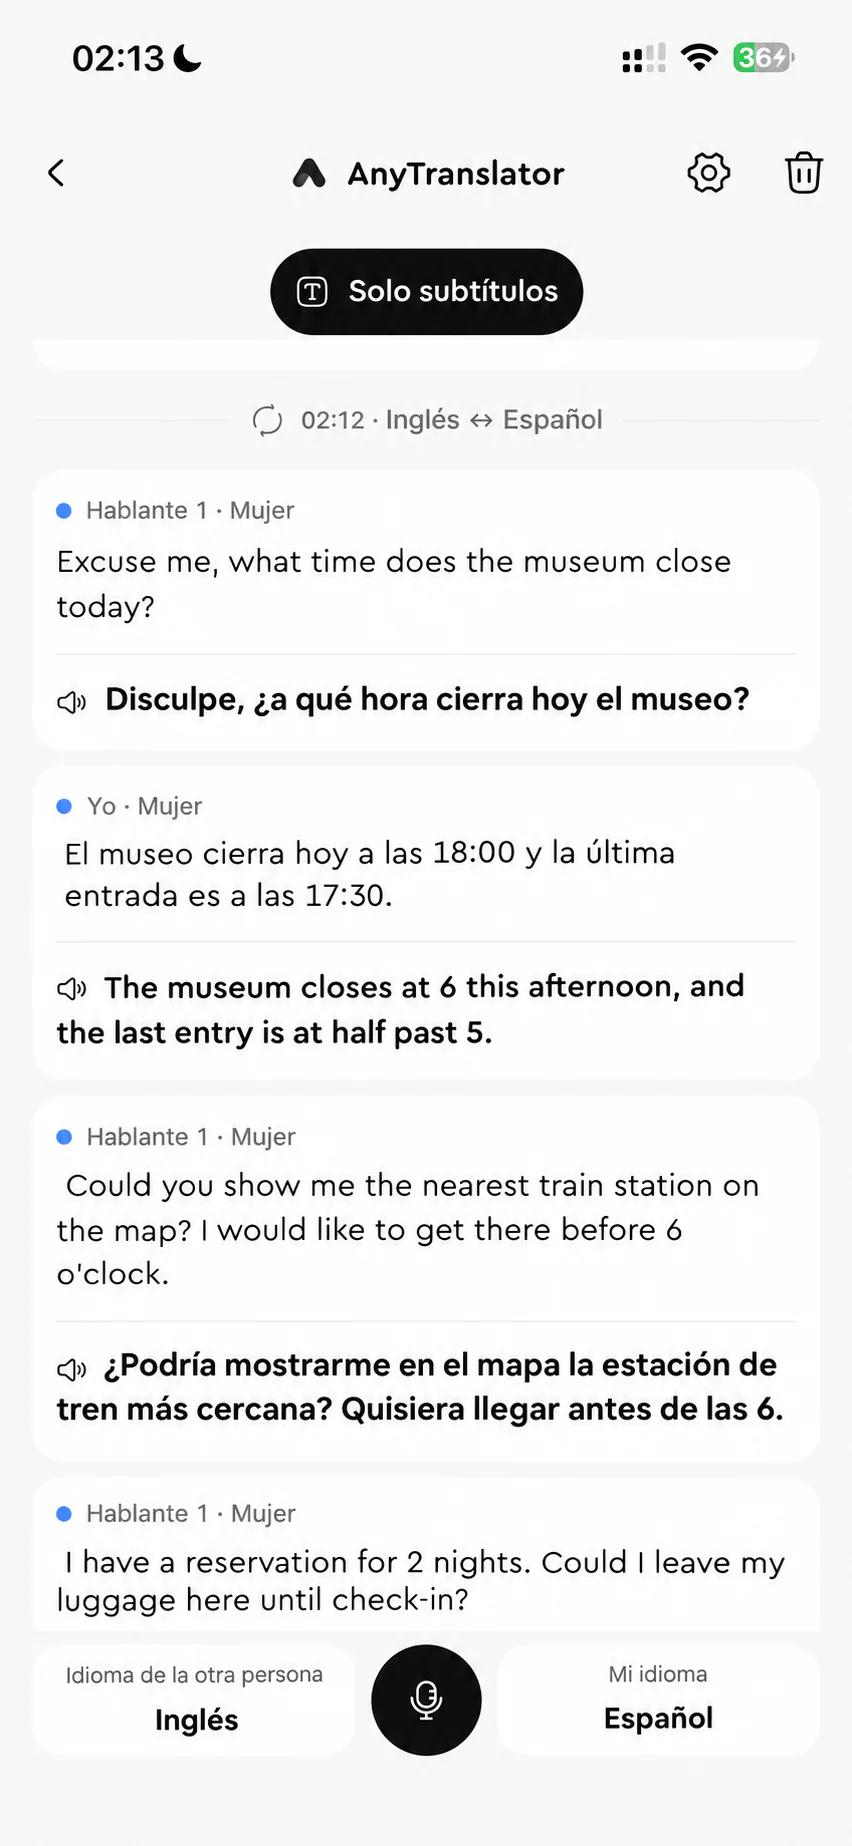 02:13
36
AnyTranslator
Solo subtítulos
02:12 · Inglés ↔ Español
Hablante 1 · Mujer
Excuse me, what time does the museum close
today?
Disculpe, ¿a qué hora cierra hoy el museo?
Yo · Mujer
El museo cierra hoy a las 18:00 y la última
entrada es a las 17:30.
The museum closes at 6 this afternoon, and
the last entry is at half past 5.
Hablante 1 · Mujer
Could you show me the nearest train station on
the map? I would like to get there before 6
o'clock.
¿Podría mostrarme en el mapa la estación de
tren más cercana? Quisiera llegar antes de las 6.
Hablante 1 · Mujer
I have a reservation for 2 nights. Could I leave my
luggage here until check-in?
Idioma de la otra persona
Inglés
Mi idioma
Español